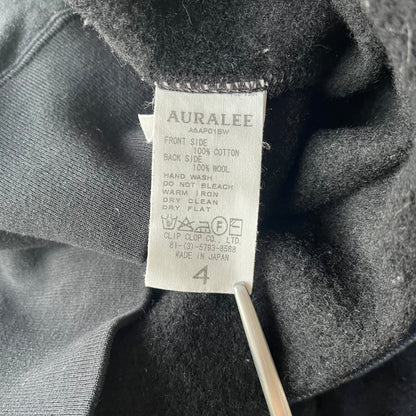 AURALEE
A6AP01BW
FRONT SIDE
100% COTTON
BACK SIDE
100% WOOL
HAND WASH
DO NOT BLEACH
WARM IRON
DRY CLEAN
DRY FLAT
CLIP CLOP CO., LTD.
81-(3)-5793-8588
MADE IN JAPAN
4